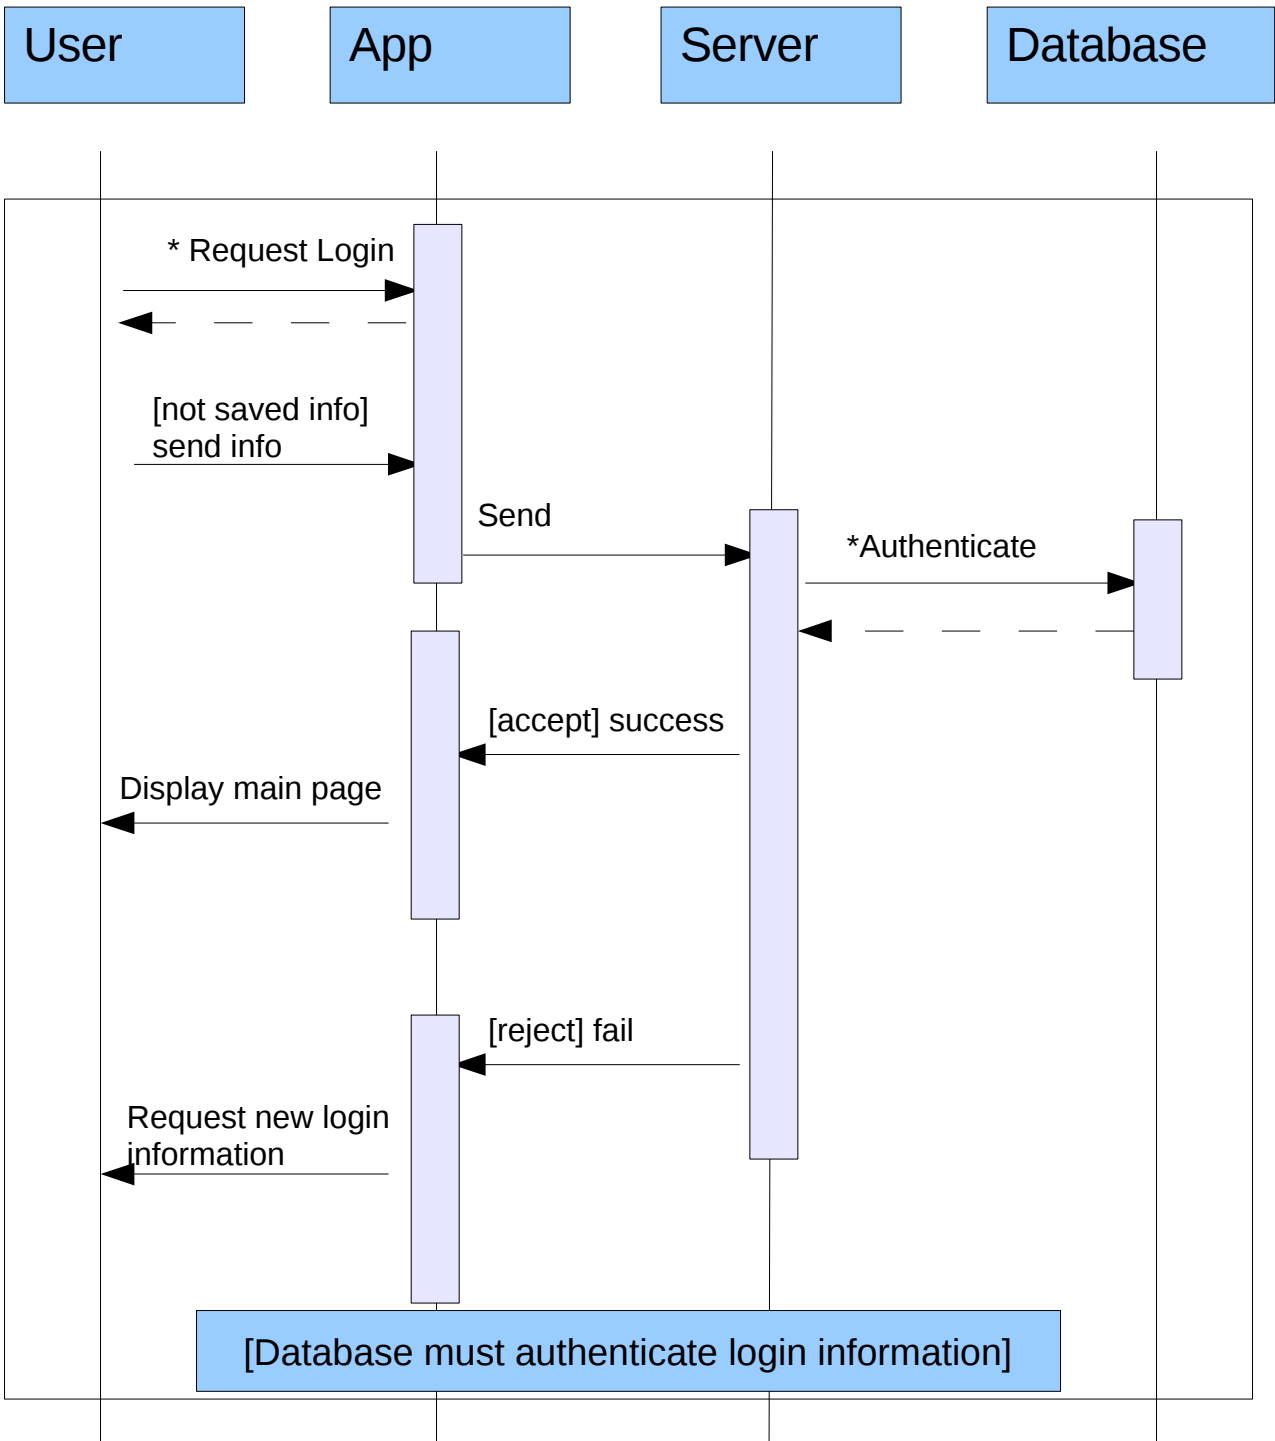 User
App
Server
Database
* Request Login
[not saved info]
send info
Send
*Authenticate
[accept] success
Display main page
[reject] fail
Request new login
information
[Database must authenticate login information]